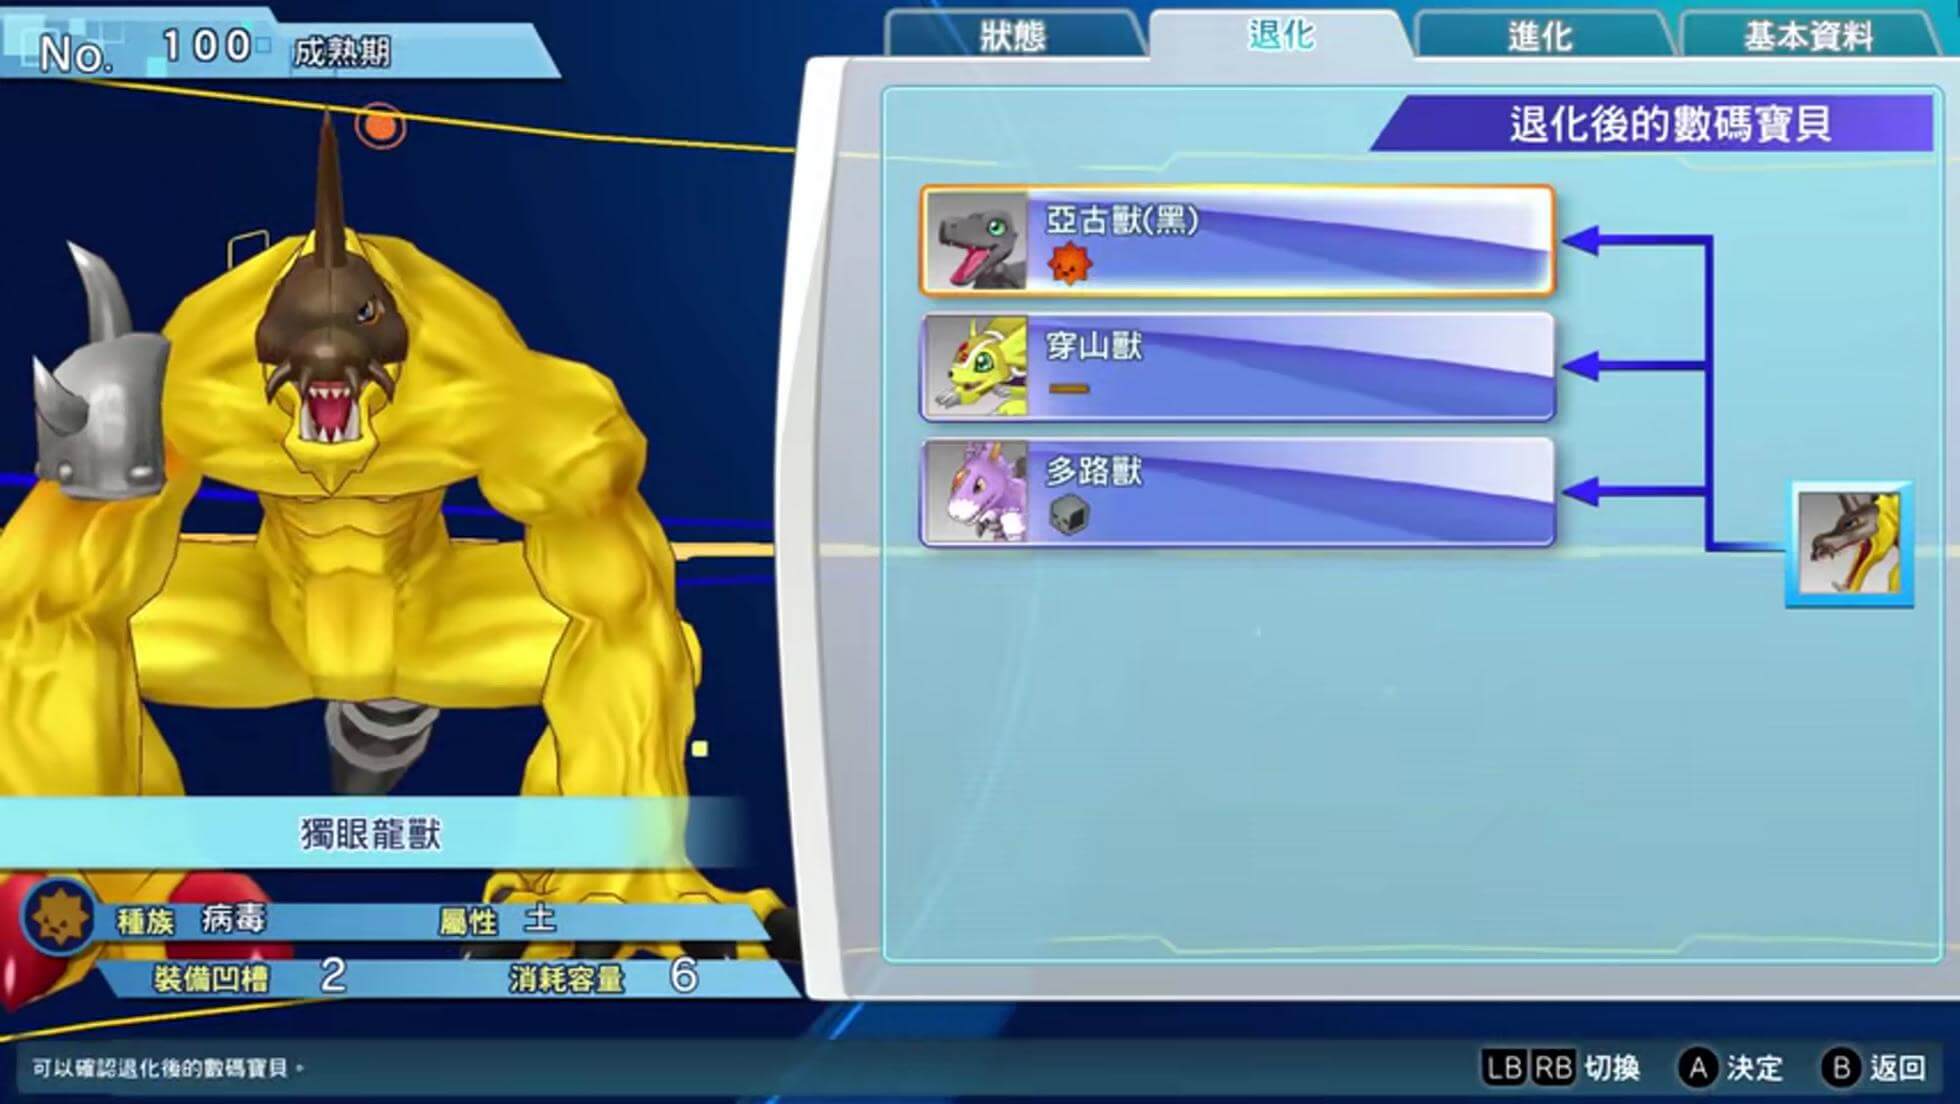 No. 100 成熟期
狀態 退化 進化 基本資料
退化後的數碼寶貝
亞古獸(黑)
穿山獸
多路獸
獨眼龍獸
種族 病毒 屬性 土
裝備凹槽 2 消耗容量 6
可以確認退化後的數碼寶貝。
LB RB 切換 A 決定 B 返回